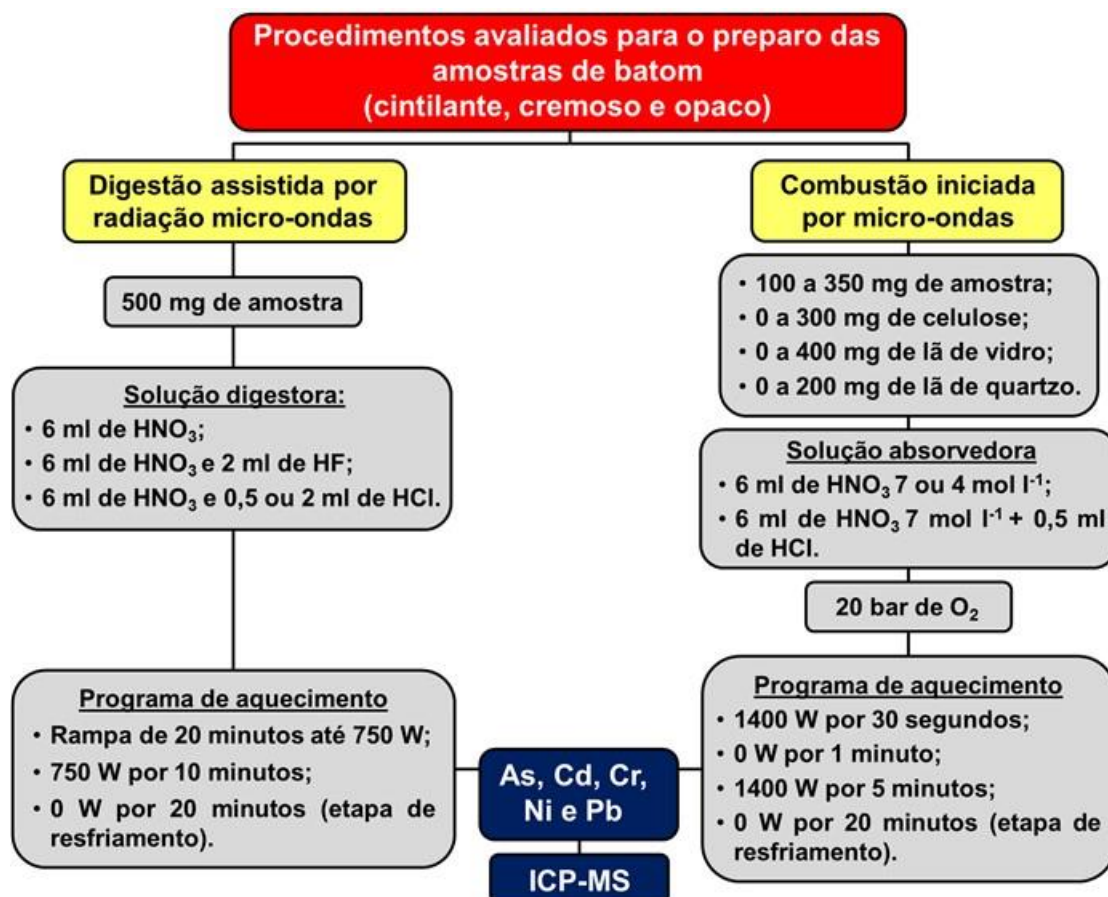 Procedimentos avaliados para o preparo das
amostras de batom
(cintilante, cremoso e opaco)
Digestão assistida por
radiação micro-ondas
500 mg de amostra
Solução digestora:
• 6 ml de HNO₃;
• 6 ml de HNO₃ e 2 ml de HF;
• 6 ml de HNO₃ e 0,5 ou 2 ml de HCl.
Programa de aquecimento
• Rampa de 20 minutos até 750 W;
• 750 W por 10 minutos;
• 0 W por 20 minutos (etapa de
resfriamento).
Combustão iniciada
por micro-ondas
• 100 a 350 mg de amostra;
• 0 a 300 mg de celulose;
• 0 a 400 mg de lã de vidro;
• 0 a 200 mg de lã de quartzo.
Solução absorvedora
• 6 ml de HNO₃ 7 ou 4 mol l⁻¹;
• 6 ml de HNO₃ 7 mol l⁻¹ + 0,5 ml
de HCl.
20 bar de O₂
Programa de aquecimento
• 1400 W por 30 segundos;
• 0 W por 1 minuto;
• 1400 W por 5 minutos;
• 0 W por 20 minutos (etapa de
resfriamento).
As, Cd, Cr,
Ni e Pb
ICP-MS